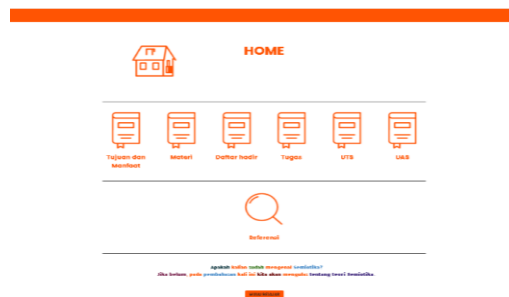 HOME
Tujuan dan Manfaat
Materi
Daftar hadir
Tugas
UTS
UAS
Referensi
Apakah kalian sudah mengenal Semiotika?
Jika belum, pada pembahasan kali ini kita akan mengulas tentang Teori Semiotika.